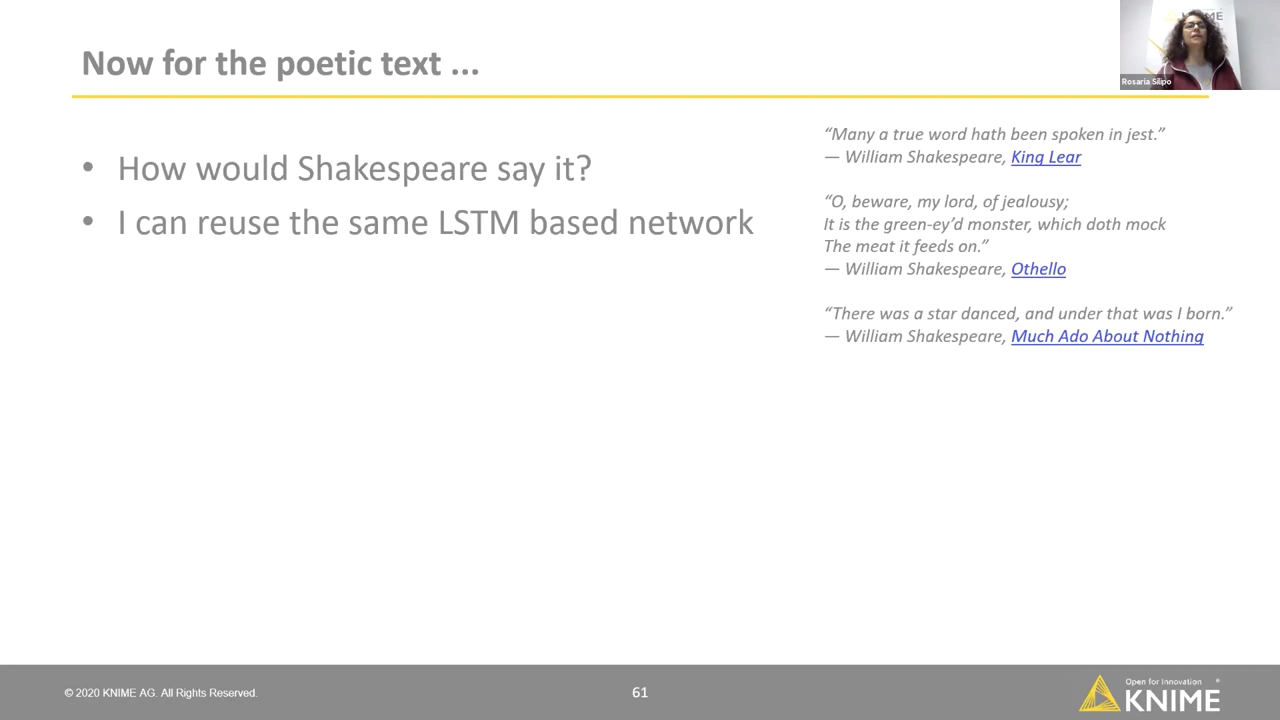 Now for the poetic text ...
KNIME
Rosaria Silipo
• How would Shakespeare say it?
• I can reuse the same LSTM based network
“Many a true word hath been spoken in jest.”
— William Shakespeare, King Lear
“O, beware, my lord, of jealousy;
It is the green-ey’d monster, which doth mock
The meat it feeds on.”
— William Shakespeare, Othello
“There was a star danced, and under that was I born.”
— William Shakespeare, Much Ado About Nothing
© 2020 KNIME AG. All Rights Reserved.
61
Open for Innovation ®
KNIME